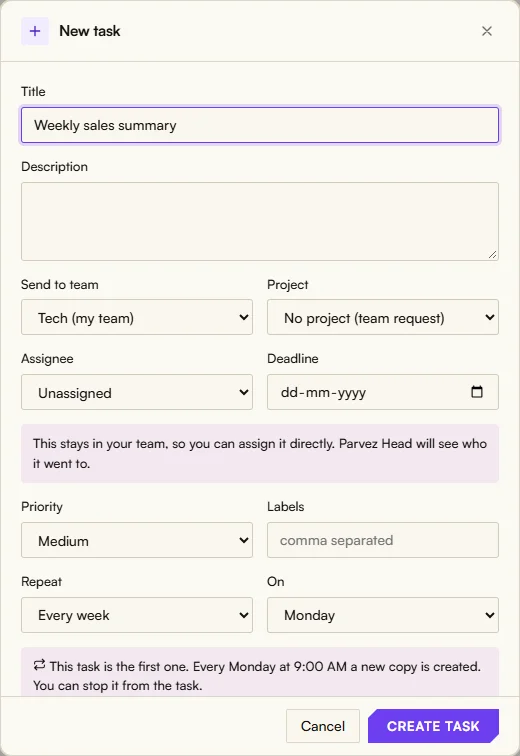 New task
Title
Weekly sales summary
Description
Send to team
Project
Tech (my team)
No project (team request)
Assignee
Deadline
Unassigned
dd-mm-yyyy
This stays in your team, so you can assign it directly. Parvez Head will see who
it went to.
Priority
Labels
Medium
comma separated
Repeat
On
Every week
Monday
This task is the first one. Every Monday at 9:00 AM a new copy is created.
You can stop it from the task.
Cancel
CREATE TASK